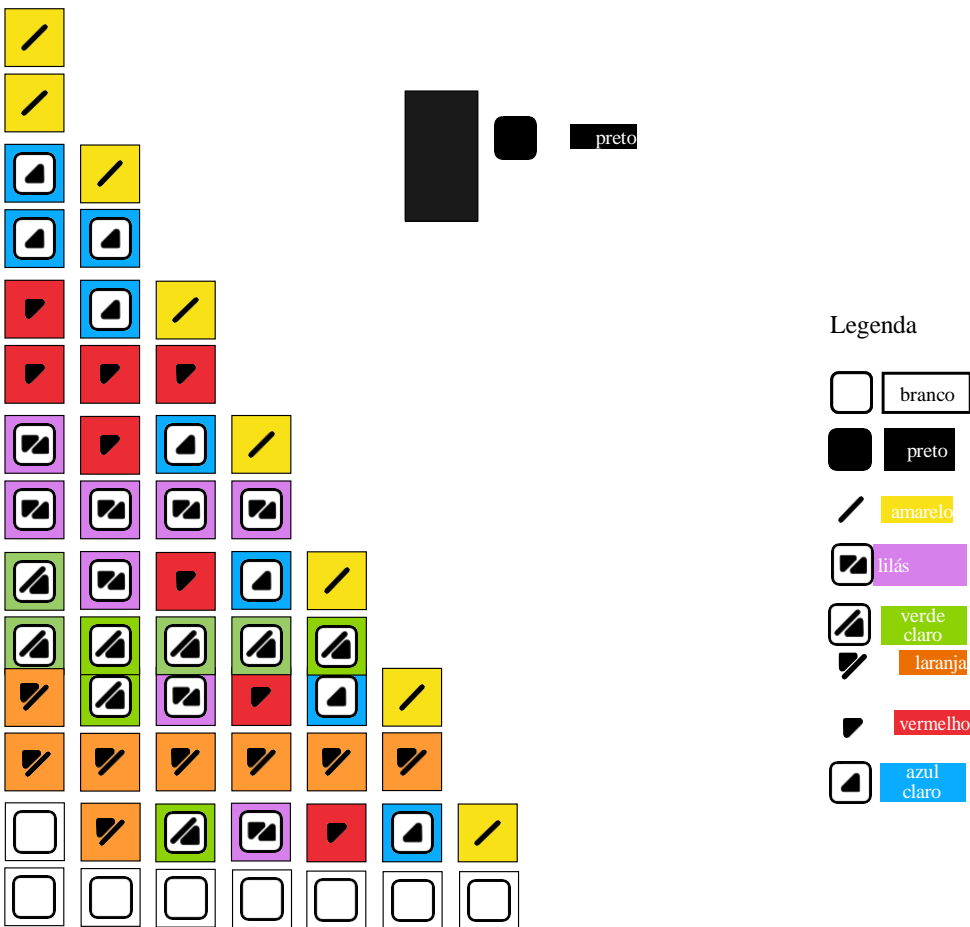 preto
Legenda
branco
preto
amarelo
lilás
verde
claro
laranja
vermelho
azul
claro